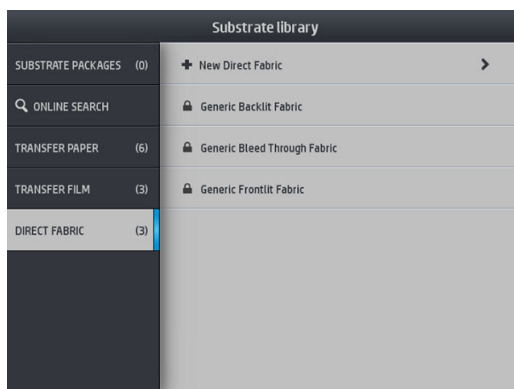 Substrate library
SUBSTRATE PACKAGES (0)
ONLINE SEARCH
TRANSFER PAPER (6)
TRANSFER FILM (3)
DIRECT FABRIC (3)
New Direct Fabric
Generic Backlit Fabric
Generic Bleed Through Fabric
Generic Frontlit Fabric